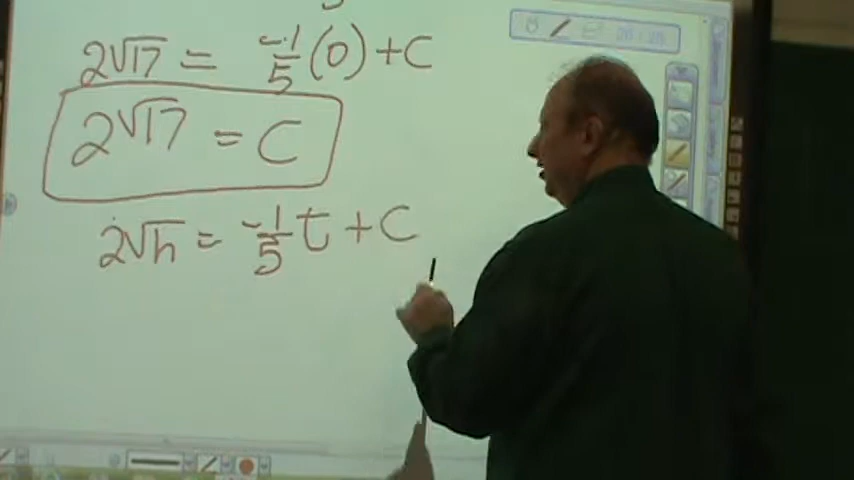 2√17 = -1/5 (0) + C
2√17 = C
2√h = -1/5 t + C